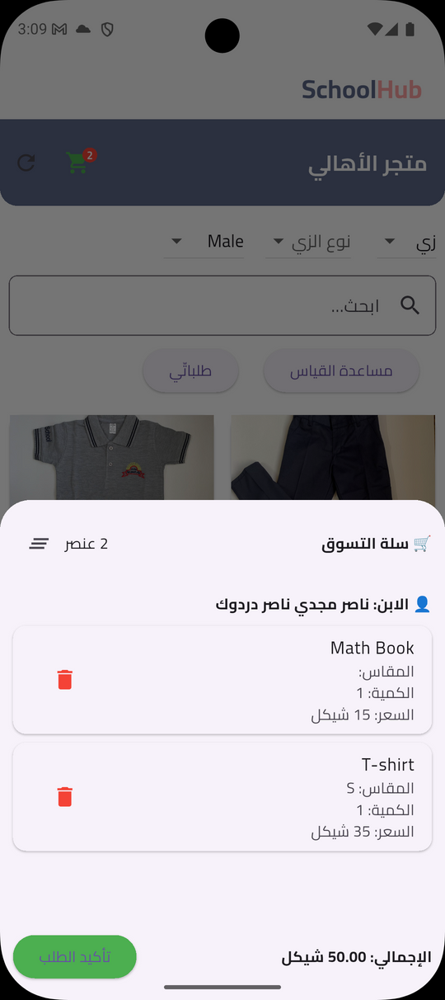 3:09
SchoolHub
متجر الأهالي
2
زي
نوع الزي
Male
ابحث...
مساعدة القياس
طلباتي
🛒 سلة التسوق
2 عنصر
👤 الابن: ناصر مجدي ناصر دردوك
Math Book
المقاس:
الكمية: 1
السعر: 15 شيكل
T-shirt
المقاس: S
الكمية: 1
السعر: 35 شيكل
الإجمالي: 50.00 شيكل
تأكيد الطلب